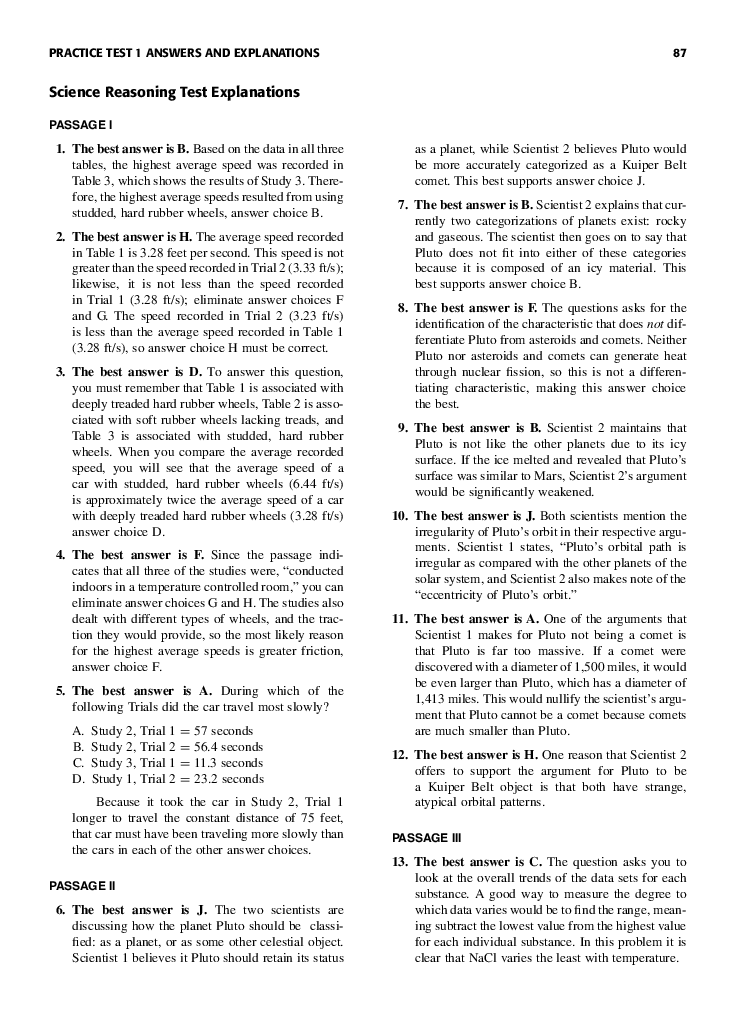 PRACTICE TEST 1 ANSWERS AND EXPLANATIONS 87
Science Reasoning Test Explanations
PASSAGE I
1. The best answer is B. Based on the data in all three
tables, the highest average speed was recorded in
Table 3, which shows the results of Study 3. There-
fore, the highest average speeds resulted from using
studded, hard rubber wheels, answer choice B.
2. The best answer is H. The average speed recorded
in Table 1 is 3.28 feet per second. This speed is not
greater than the speed recorded in Trial 2 (3.33 ft/s);
likewise, it is not less than the speed recorded
in Trial 1 (3.28 ft/s); eliminate answer choices F
and G. The speed recorded in Trial 2 (3.23 ft/s)
is less than the average speed recorded in Table 1
(3.28 ft/s), so answer choice H must be correct.
3. The best answer is D. To answer this question,
you must remember that Table 1 is associated with
deeply treaded hard rubber wheels, Table 2 is asso-
ciated with soft rubber wheels lacking treads, and
Table 3 is associated with studded, hard rubber
wheels. When you compare the average recorded
speed, you will see that the average speed of a
car with studded, hard rubber wheels (6.44 ft/s)
is approximately twice the average speed of a car
with deeply treaded hard rubber wheels (3.28 ft/s)
answer choice D.
4. The best answer is F. Since the passage indi-
cates that all three of the studies were, “conducted
indoors in a temperature controlled room,” you can
eliminate answer choices G and H. The studies also
dealt with different types of wheels, and the trac-
tion they would provide, so the most likely reason
for the highest average speeds is greater friction,
answer choice F.
5. The best answer is A. During which of the
following Trials did the car travel most slowly?
A. Study 2, Trial 1 = 57 seconds
B. Study 2, Trial 2 = 56.4 seconds
C. Study 3, Trial 1 = 11.3 seconds
D. Study 1, Trial 2 = 23.2 seconds
Because it took the car in Study 2, Trial 1
longer to travel the constant distance of 75 feet,
that car must have been traveling more slowly than
the cars in each of the other answer choices.
PASSAGE II
6. The best answer is J. The two scientists are
discussing how the planet Pluto should be classi-
fied: as a planet, or as some other celestial object.
Scientist 1 believes it Pluto should retain its status
as a planet, while Scientist 2 believes Pluto would
be more accurately categorized as a Kuiper Belt
comet. This best supports answer choice J.
7. The best answer is B. Scientist 2 explains that cur-
rently two categorizations of planets exist: rocky
and gaseous. The scientist then goes on to say that
Pluto does not fit into either of these categories
because it is composed of an icy material. This
best supports answer choice B.
8. The best answer is F. The questions asks for the
identification of the characteristic that does not dif-
ferentiate Pluto from asteroids and comets. Neither
Pluto nor asteroids and comets can generate heat
through nuclear fission, so this is not a differen-
tiating characteristic, making this answer choice
the best.
9. The best answer is B. Scientist 2 maintains that
Pluto is not like the other planets due to its icy
surface. If the ice melted and revealed that Pluto’s
surface was similar to Mars, Scientist 2’s argument
would be significantly weakened.
10. The best answer is J. Both scientists mention the
irregularity of Pluto’s orbit in their respective argu-
ments. Scientist 1 states, “Pluto’s orbital path is
irregular as compared with the other planets of the
solar system, and Scientist 2 also makes note of the
“eccentricity of Pluto’s orbit.”
11. The best answer is A. One of the arguments that
Scientist 1 makes for Pluto not being a comet is
that Pluto is far too massive. If a comet were
discovered with a diameter of 1,500 miles, it would
be even larger than Pluto, which has a diameter of
1,413 miles. This would nullify the scientist’s argu-
ment that Pluto cannot be a comet because comets
are much smaller than Pluto.
12. The best answer is H. One reason that Scientist 2
offers to support the argument for Pluto to be
a Kuiper Belt object is that both have strange,
atypical orbital patterns.
PASSAGE III
13. The best answer is C. The question asks you to
look at the overall trends of the data sets for each
substance. A good way to measure the degree to
which data varies would be to find the range, mean-
ing subtract the lowest value from the highest value
for each individual substance. In this problem it is
clear that NaCl varies the least with temperature.